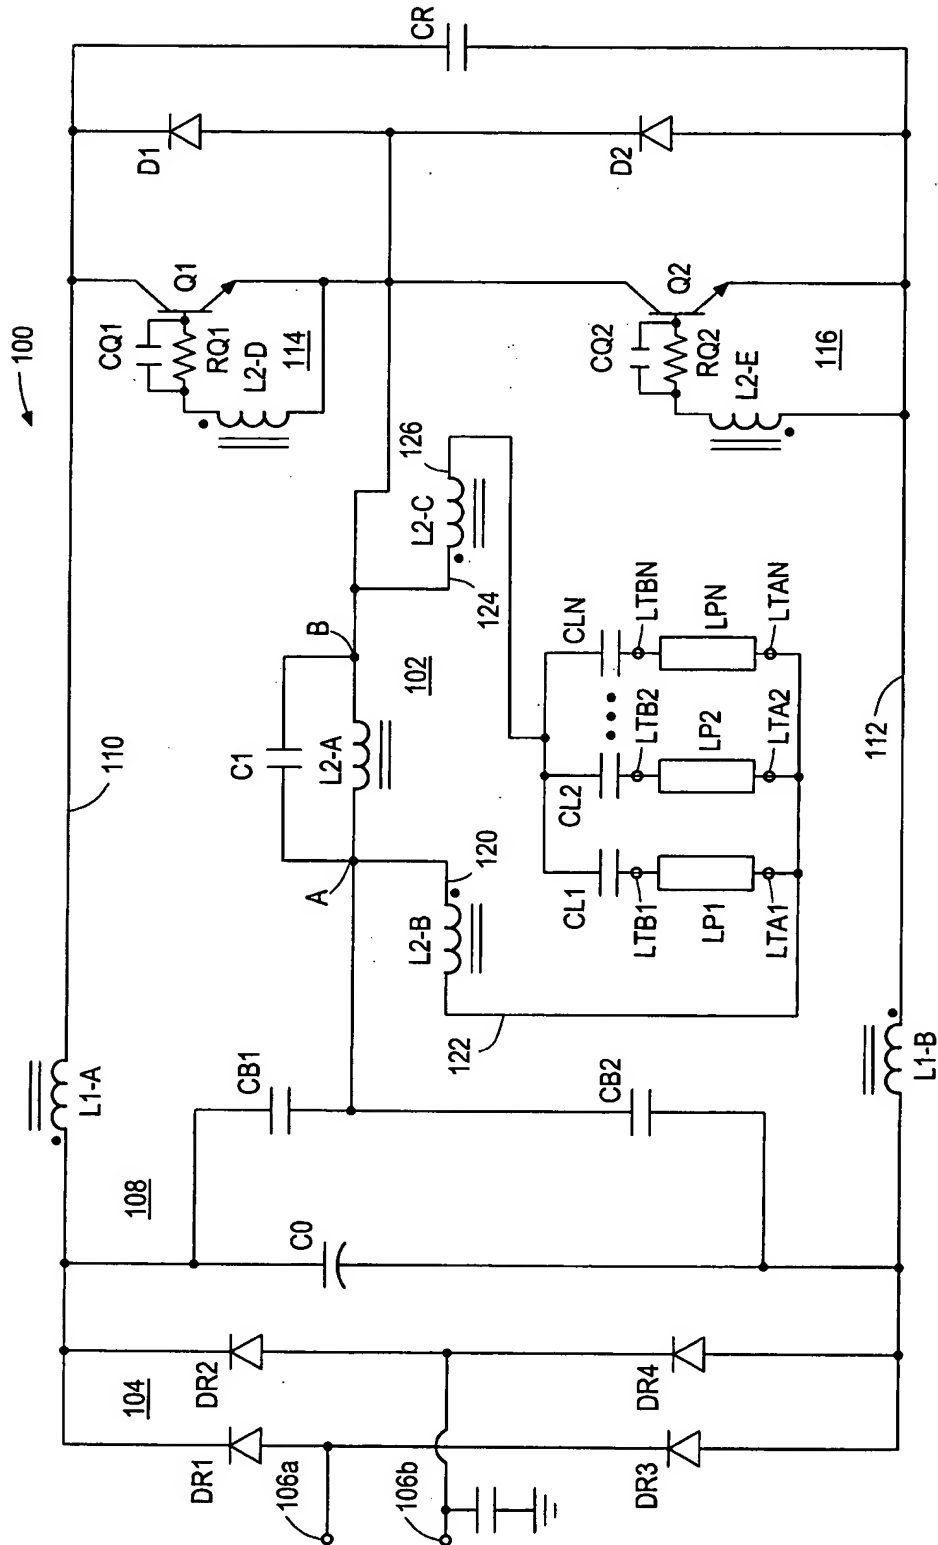 100
CR
D1
D2
Q1
CQ1
RQ1
L2-D
114
Q2
CQ2
RQ2
L2-E
116
126
L2-C
124
B
102
110
C1
L2-A
A
120
L2-B
122
CLN
LTBN
LPN
LTAN
CL2
LTB2
LP2
LTA2
CL1
LTB1
LP1
LTA1
112
L1-A
CB1
CB2
L1-B
108
C0
104
DR2
DR4
DR1
DR3
106a
106b